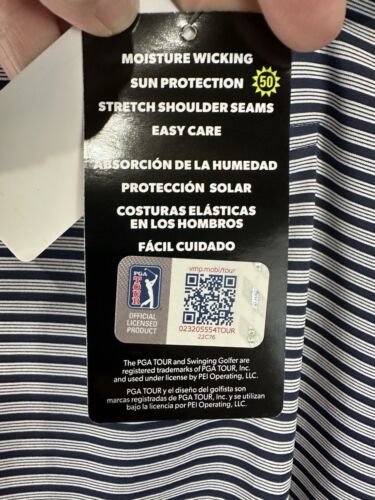 MOISTURE WICKING
SUN PROTECTION 50
STRETCH SHOULDER SEAMS
EASY CARE
ABSORCIÓN DE LA HUMEDAD
PROTECCIÓN SOLAR
COSTURAS ELÁSTICAS
EN LOS HOMBROS
FÁCIL CUIDADO
PGA
TOUR
OFFICIAL
LICENSED
PRODUCT
vmp.mobi/tour
023205554TOUR
22C76
The PGA TOUR and Swinging Golfer are
registered trademarks of PGA TOUR, Inc.
and used under license by PEI Operating, LLC.
PGA TOUR y el diseño del golfista son
marcas registradas de PGA TOUR, Inc. y se utilizan
bajo la licencia por PEI Operating, LLC.